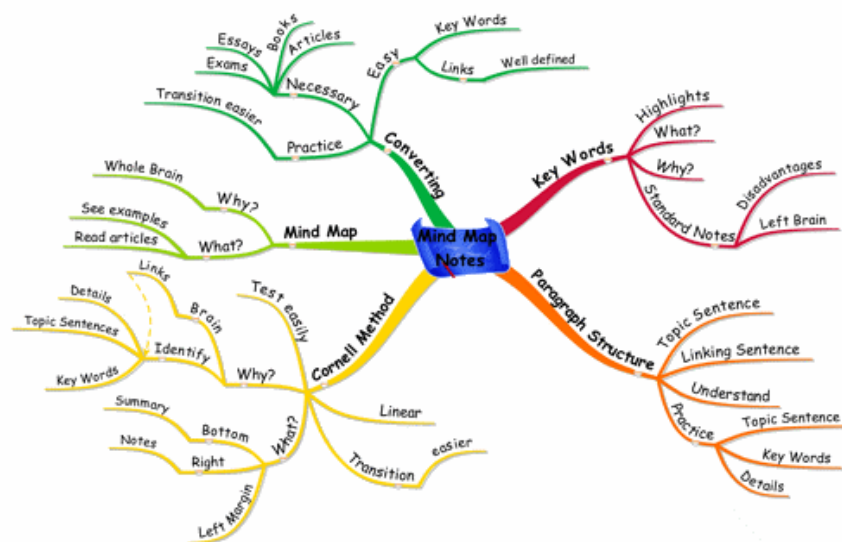 Mind Map
Notes
Converting
Easy
Key Words
Links
Well defined
Necessary
Books
Articles
Essays
Exams
Practice
Transition easier
Key Words
Highlights
What?
Why?
Standard Notes
Disadvantages
Left Brain
Paragraph Structure
Topic Sentence
Linking Sentence
Understand
Practice
Topic Sentence
Key Words
Details
Cornell Method
Test easily
Why?
Brain
Links
Identify
Details
Topic Sentences
Key Words
What?
Bottom
Summary
Right
Notes
Left Margin
Linear
Transition
easier
Mind Map
Why?
Whole Brain
What?
See examples
Read articles